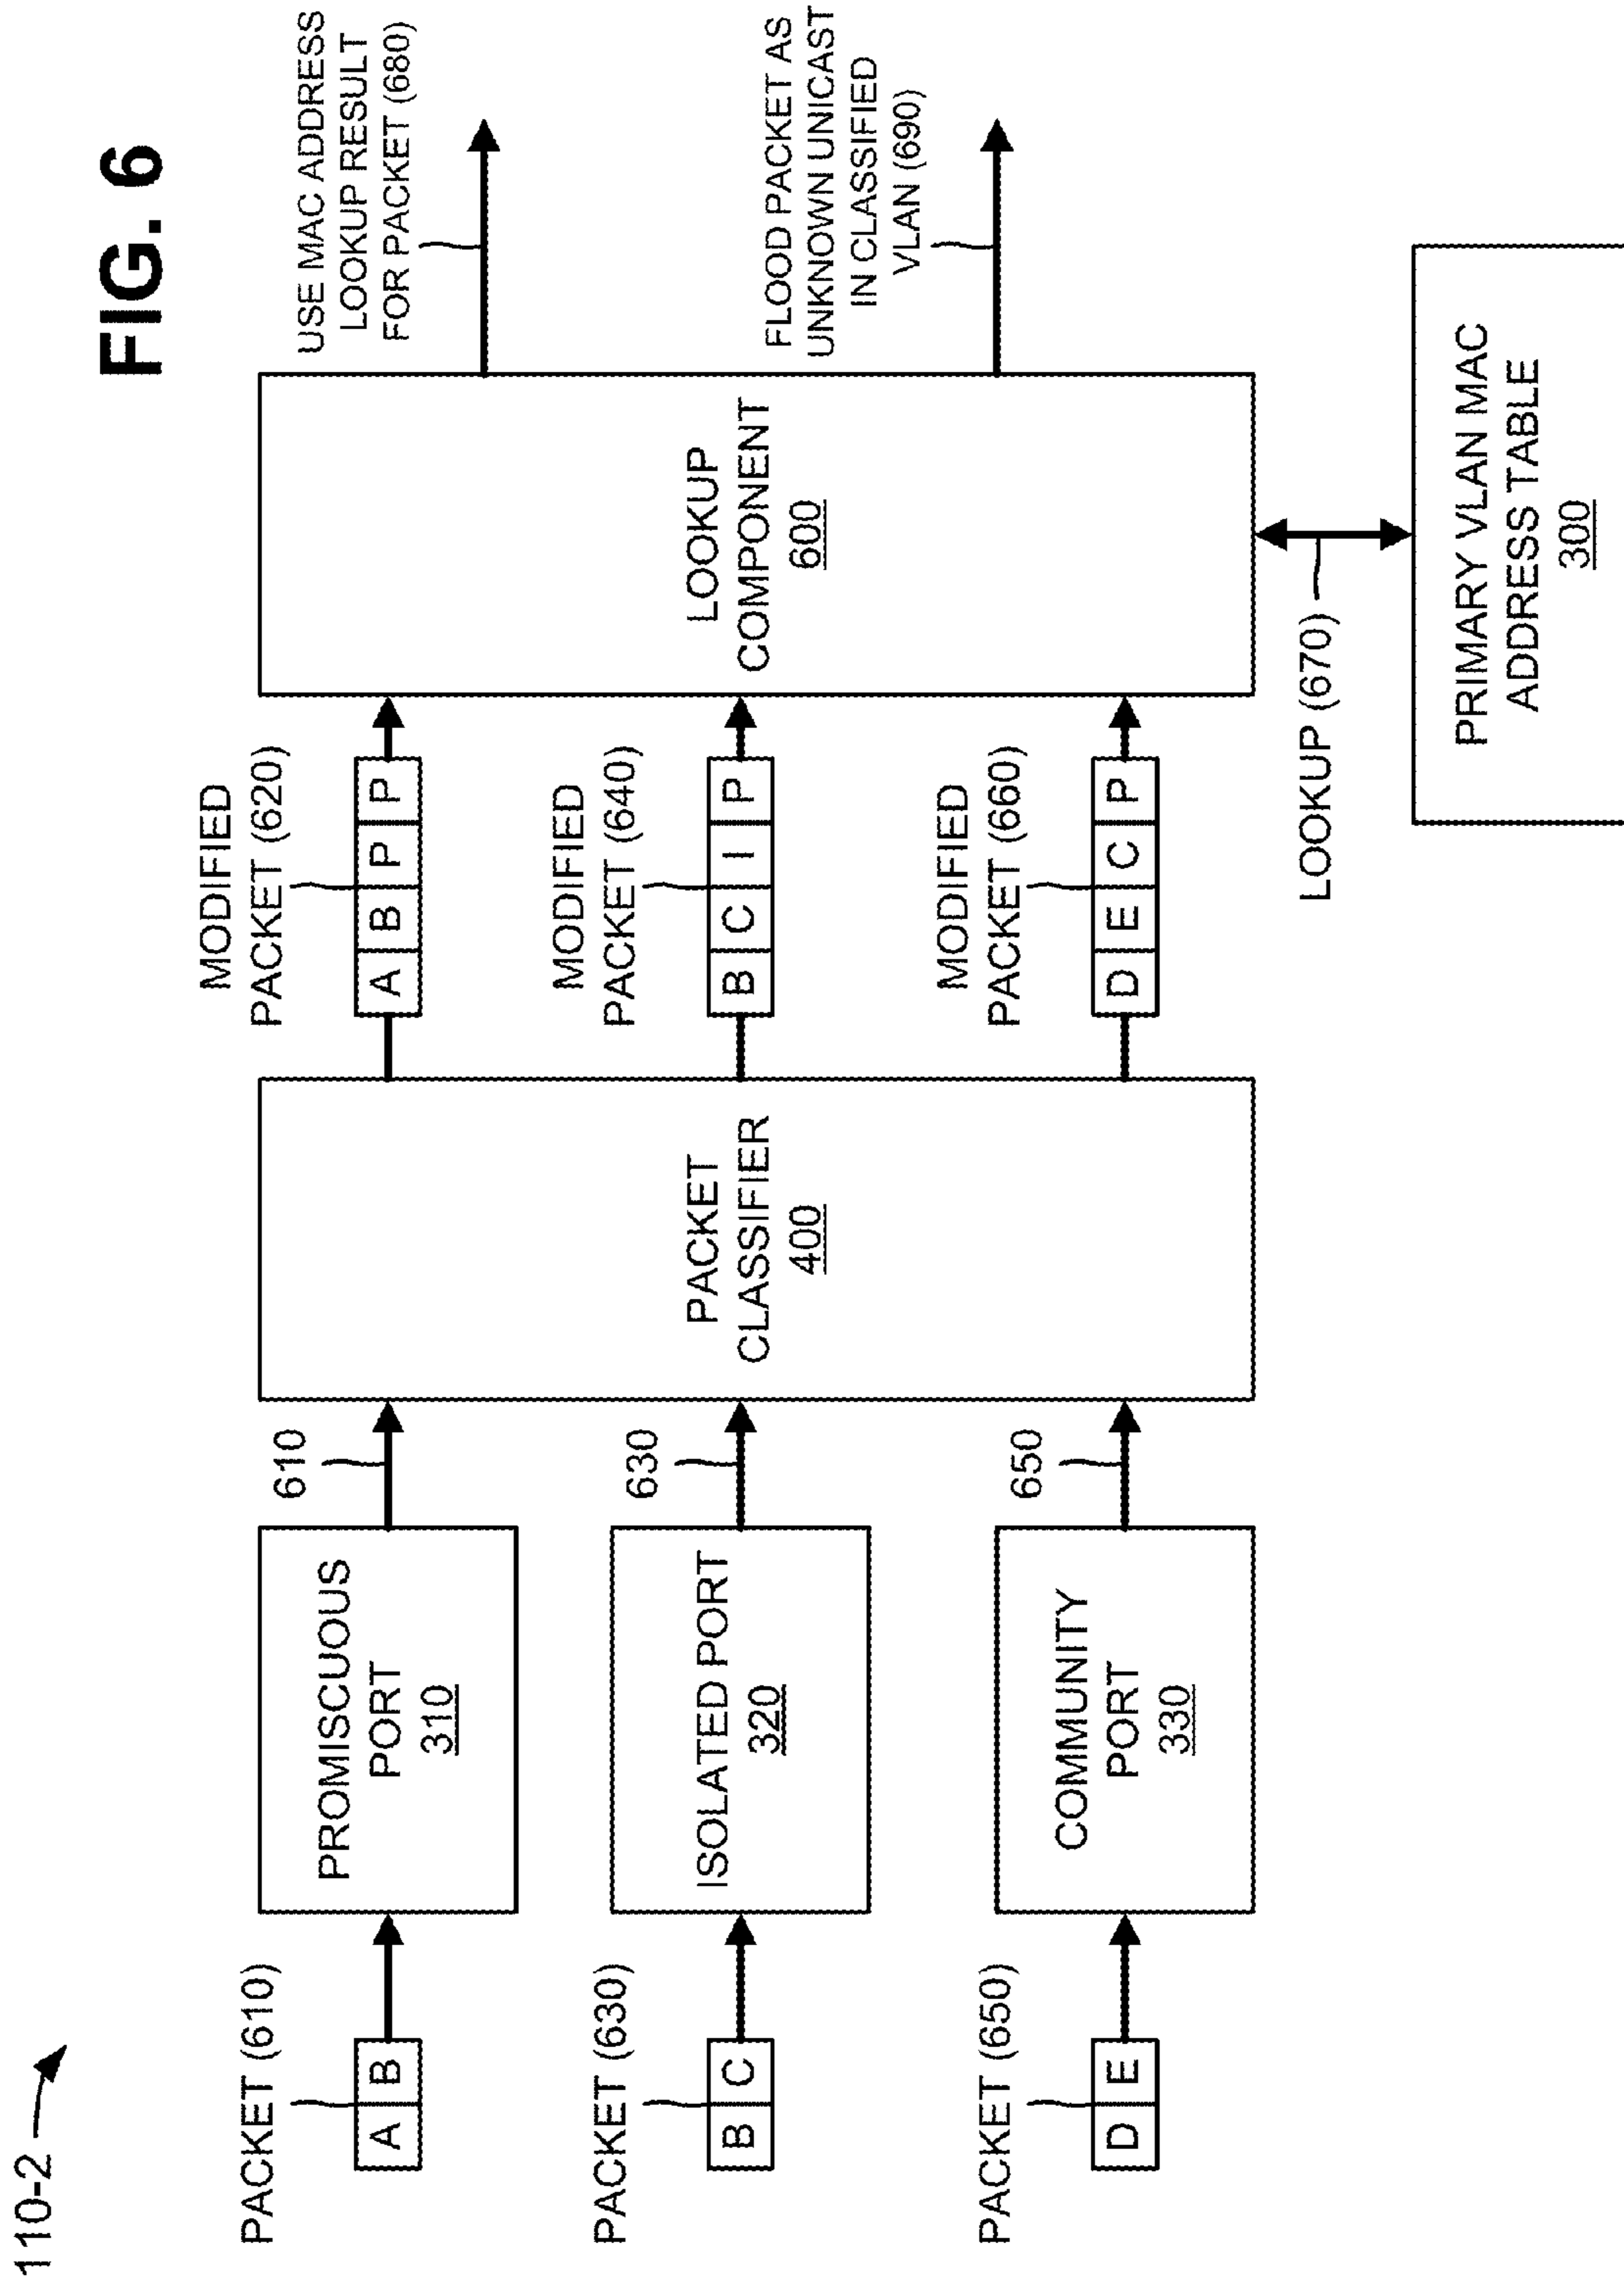 110-2
FIG. 6
PACKET (610)
A B
PROMISCUOUS
PORT
310
610
PACKET (630)
B C
ISOLATED PORT
320
630
PACKET (650)
D E
COMMUNITY
PORT
330
650
PACKET
CLASSIFIER
400
MODIFIED
PACKET (620)
A B P P
MODIFIED
PACKET (640)
B C I P
MODIFIED
PACKET (660)
D E C P
LOOKUP
COMPONENT
600
USE MAC ADDRESS
LOOKUP RESULT
FOR PACKET (680)
FLOOD PACKET AS
UNKNOWN UNICAST
IN CLASSIFIED
VLAN (690)
LOOKUP (670)
PRIMARY VLAN MAC
ADDRESS TABLE
300